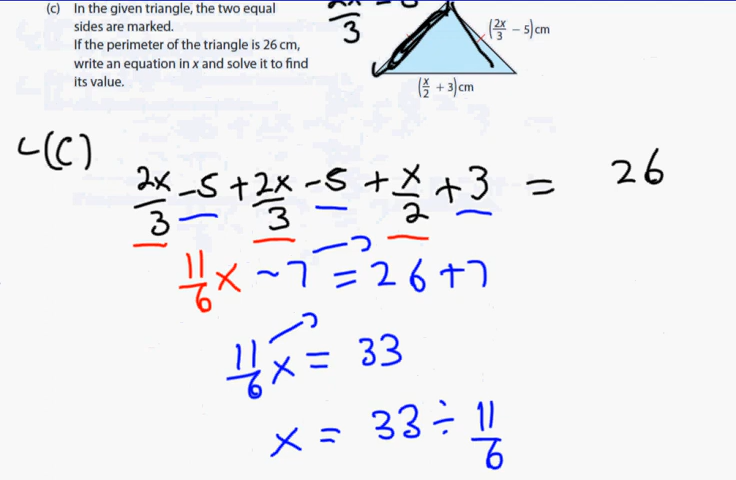 (c) In the given triangle, the two equal
sides are marked.
If the perimeter of the triangle is 26 cm,
write an equation in x and solve it to find
its value.
2x/3
(2x/3 − 5) cm
(x/2 + 3) cm
(C)
2x/3 - 5 + 2x/3 - 5 + x/2 + 3 = 26
11/6 x - 7 = 26 + 7
11/6 x = 33
x = 33 ÷ 11/6